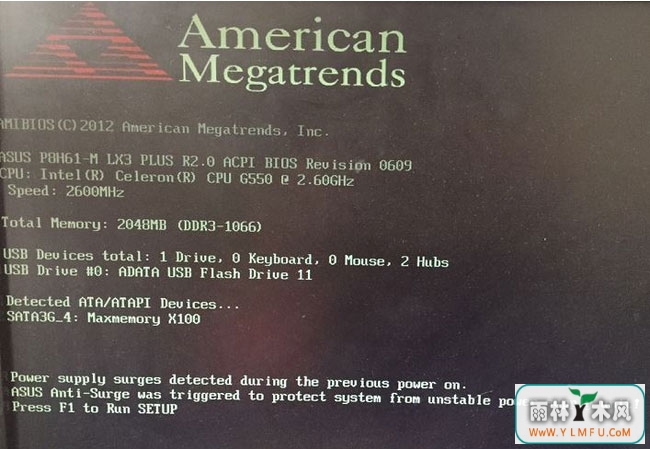 American
Megatrends
AMIBIOS(C)2012 American Megatrends, Inc.
ASUS P8H61-M LX3 PLUS R2.0 ACPI BIOS Revision 0609
CPU: Intel(R) Celeron(R) CPU G550 @ 2.60GHz
Speed: 2600MHz
Total Memory: 2048MB (DDR3-1066)
USB Devices total: 1 Drive, 0 Keyboard, 0 Mouse, 2 Hubs
USB Drive #0: ADATA USB Flash Drive 11
Detected ATA/ATAPI Devices...
SATA3G_4: Maxmemory X100
Power supply surges detected during the previous power on.
ASUS Anti-Surge was triggered to protect system from unstable
Press F1 to Run SETUP
雨林木风
WwW.YLMFU.CoM